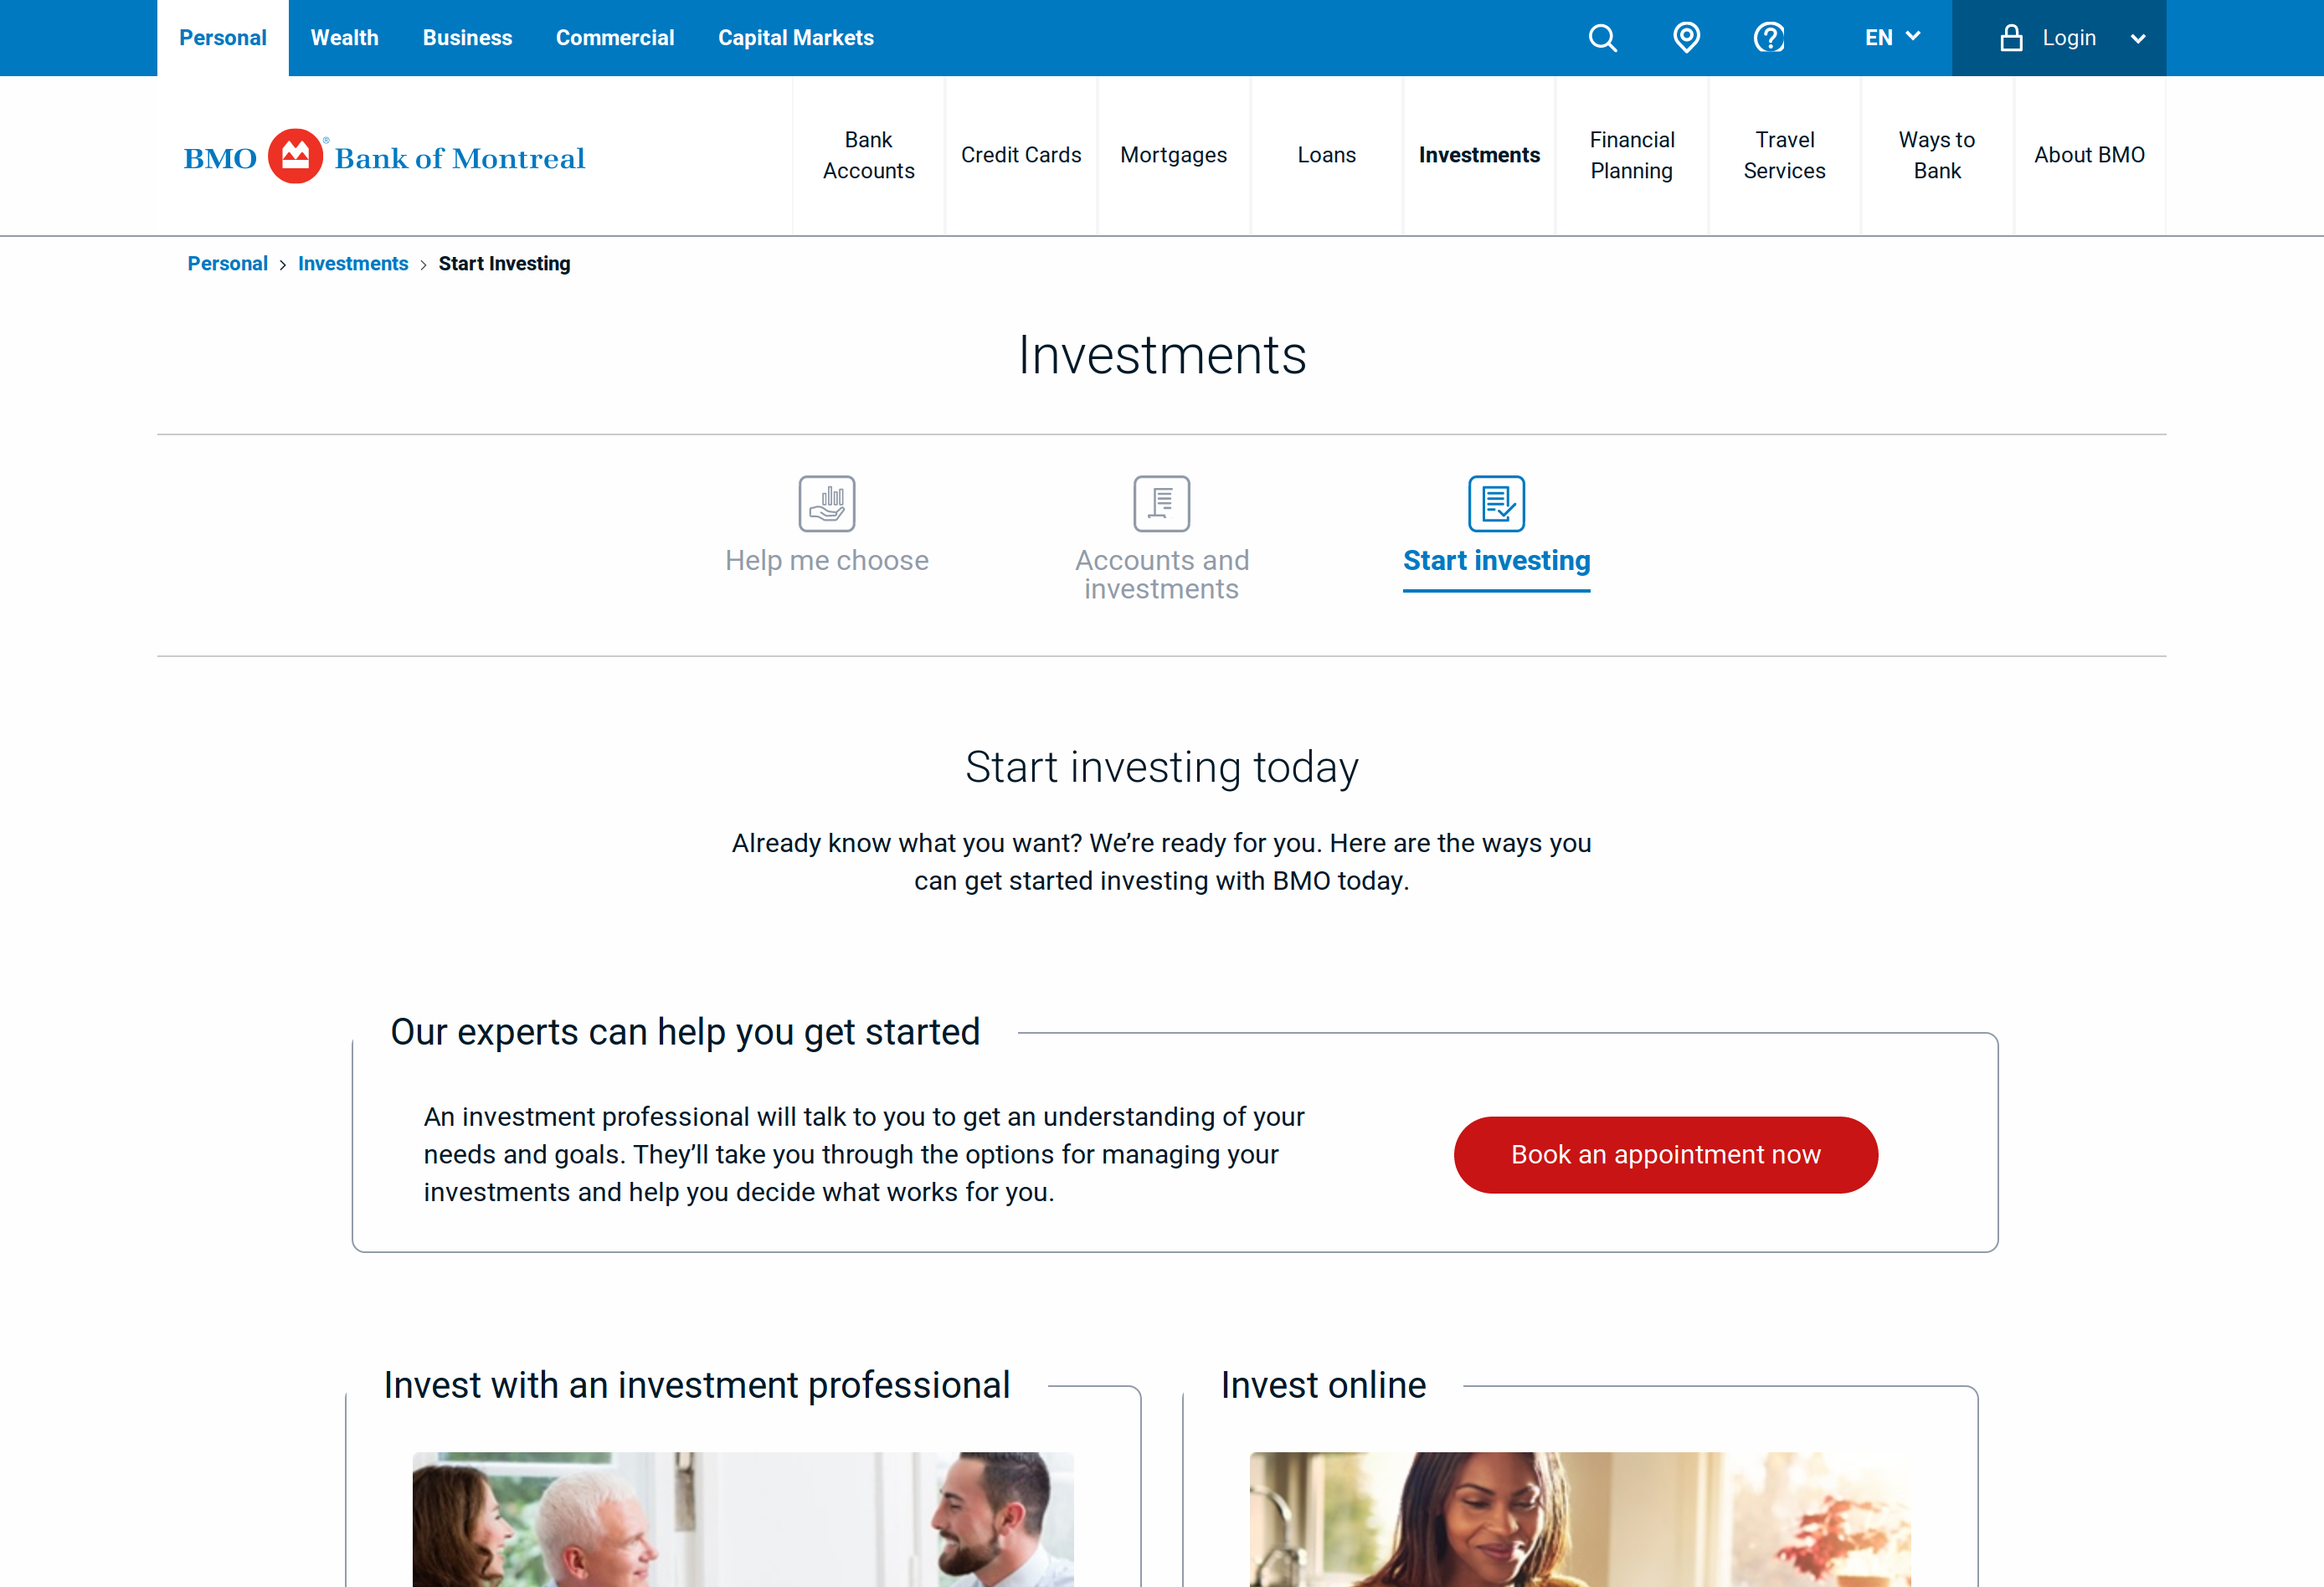 Personal
Wealth
Business
Commercial
Capital Markets
EN
Login
BMO Bank of Montreal®
Bank
Accounts
Credit Cards
Mortgages
Loans
Investments
Financial
Planning
Travel
Services
Ways to
Bank
About BMO
Personal > Investments > Start Investing
Investments
Help me choose
Accounts and
investments
Start investing
Start investing today
Already know what you want? We’re ready for you. Here are the ways you
can get started investing with BMO today.
Our experts can help you get started
An investment professional will talk to you to get an understanding of your
needs and goals. They’ll take you through the options for managing your
investments and help you decide what works for you.
Book an appointment now
Invest with an investment professional
Invest online